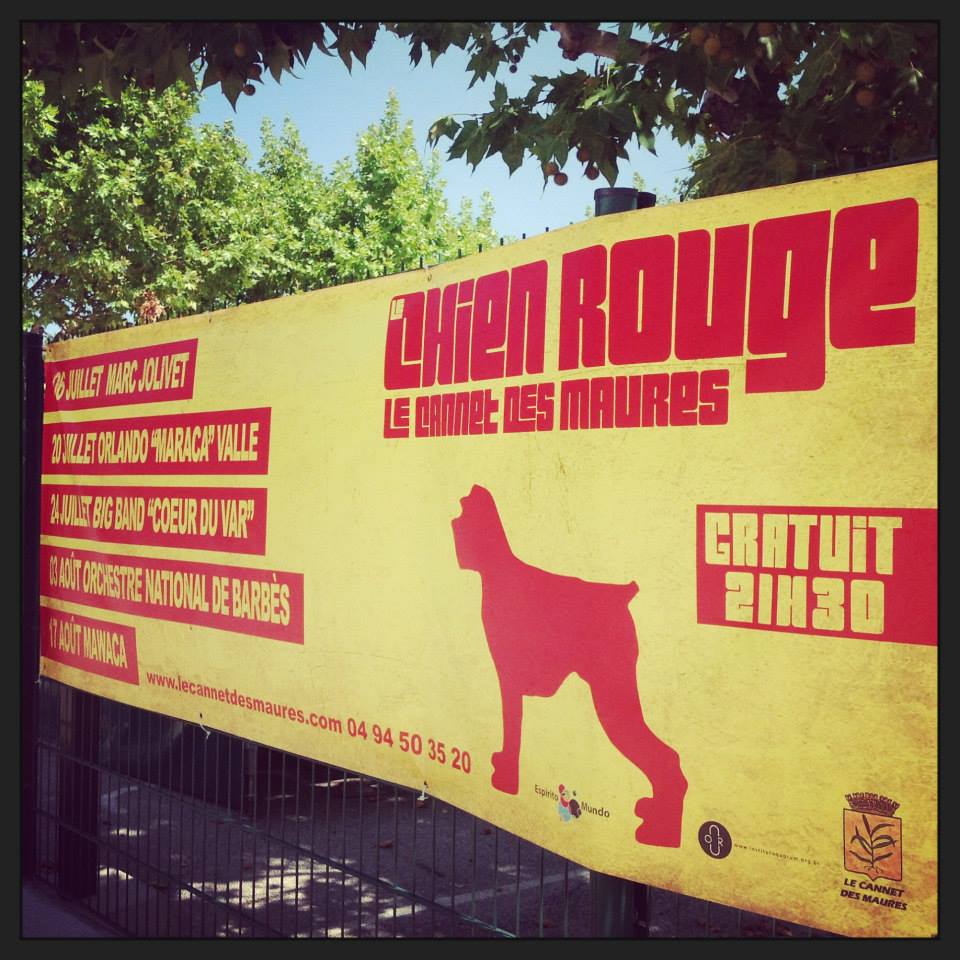 LE CHIEN ROUGE
LE CANNET DES MAURES
JUILLET MARC JOLIVET
20 JUILLET ORLANDO "MARACA" VALLE
24 JUILLET BIG BAND "COEUR DU VAR"
03 AOÛT ORCHESTRE NATIONAL DE BARBÈS
17 AOÛT MAWACA
GRATUIT
21H30
www.lecannetdesmaures.com 04 94 50 35 20
Espirito Mundo
LE CANNET
DES MAURES